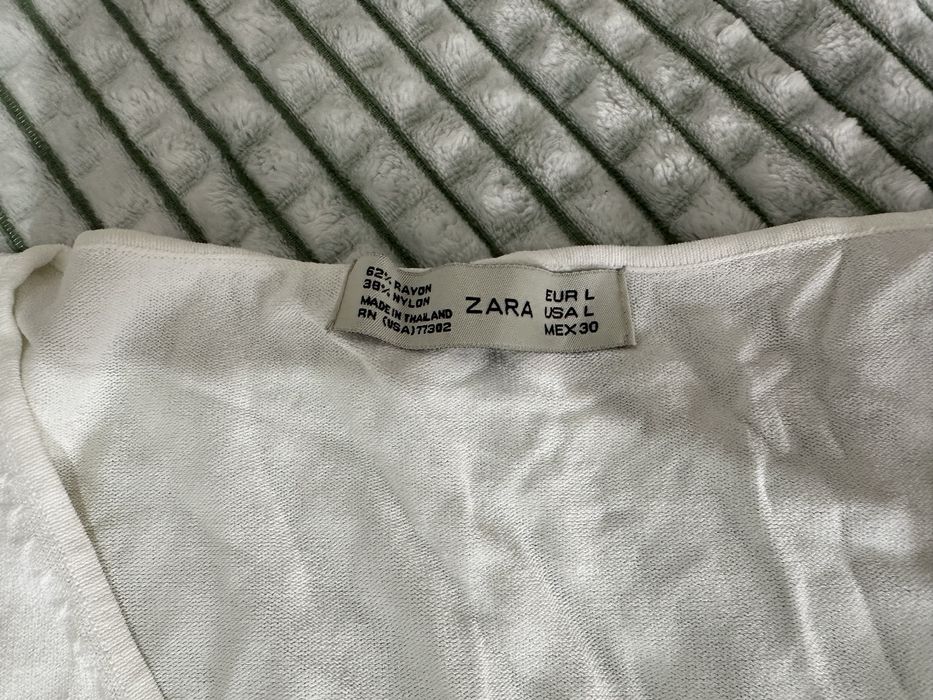 62% RAYON
38% NYLON
MADE IN THAILAND
RN (USA) 77302
ZARA
EUR L
USA L
MEX 30